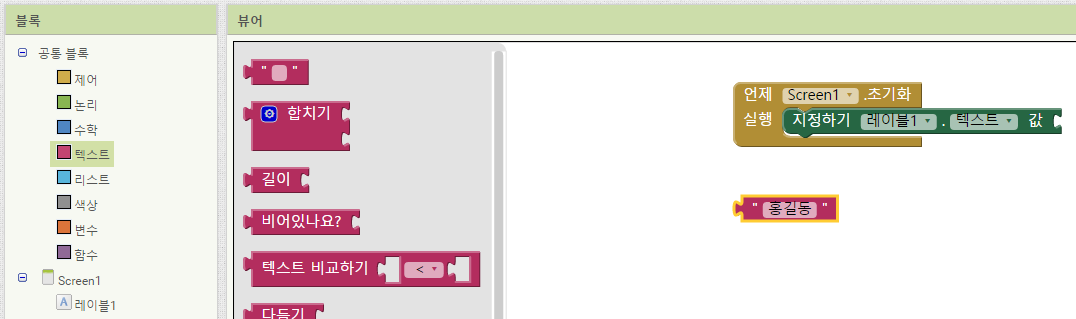 블록
공통 블록
제어
논리
수학
텍스트
리스트
색상
변수
함수
Screen1
레이블1
뷰어
" "
합치기
길이
비어있나요?
텍스트 비교하기 <
다듬기
언제 Screen1 .초기화
실행 지정하기 레이블1 . 텍스트 값
" 홍길동 "